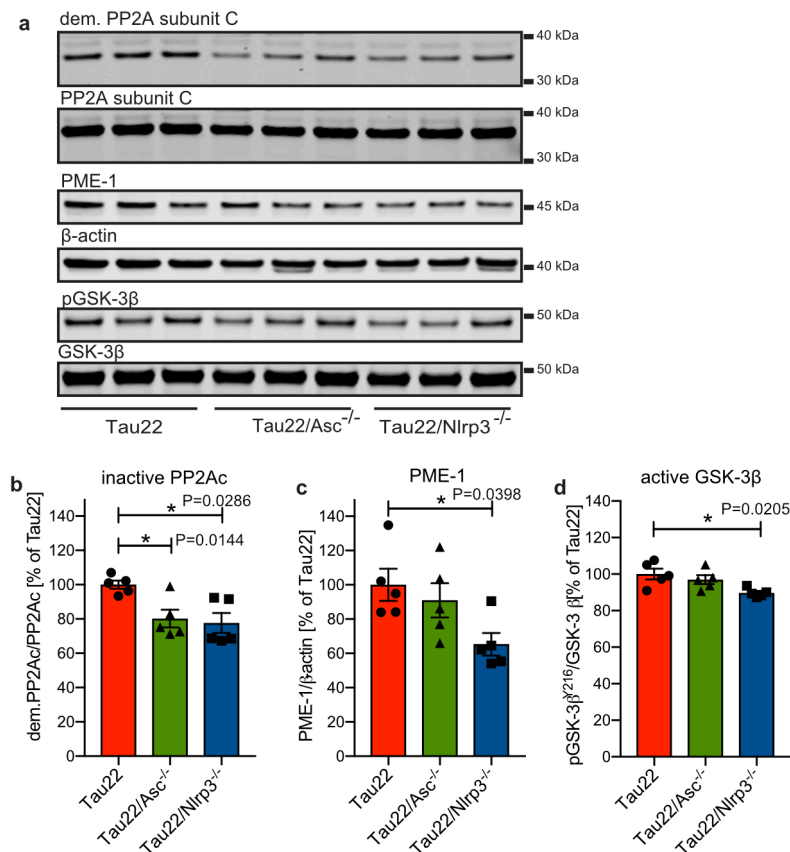 a
dem. PP2A subunit C
40 kDa
30 kDa
PP2A subunit C
40 kDa
30 kDa
PME-1
45 kDa
β-actin
40 kDa
pGSK-3β
50 kDa
GSK-3β
50 kDa
Tau22
Tau22/Asc-/-
Tau22/Nlrp3-/-
b
inactive PP2Ac
dem.PP2Ac/PP2Ac [% of Tau22]
140
120
100
80
60
40
20
0
*
P=0.0286
*
P=0.0144
Tau22
Tau22/Asc-/-
Tau22/Nlrp3-/-
c
PME-1
PME-1/β-actin [% of Tau22]
140
120
100
80
60
40
20
0
*
P=0.0398
Tau22
Tau22/Asc-/-
Tau22/Nlrp3-/-
d
active GSK-3β
pGSK-3βY216/GSK-3 β[% of Tau22]
140
120
100
80
60
40
20
0
*
P=0.0205
Tau22
Tau22/Asc-/-
Tau22/Nlrp3-/-